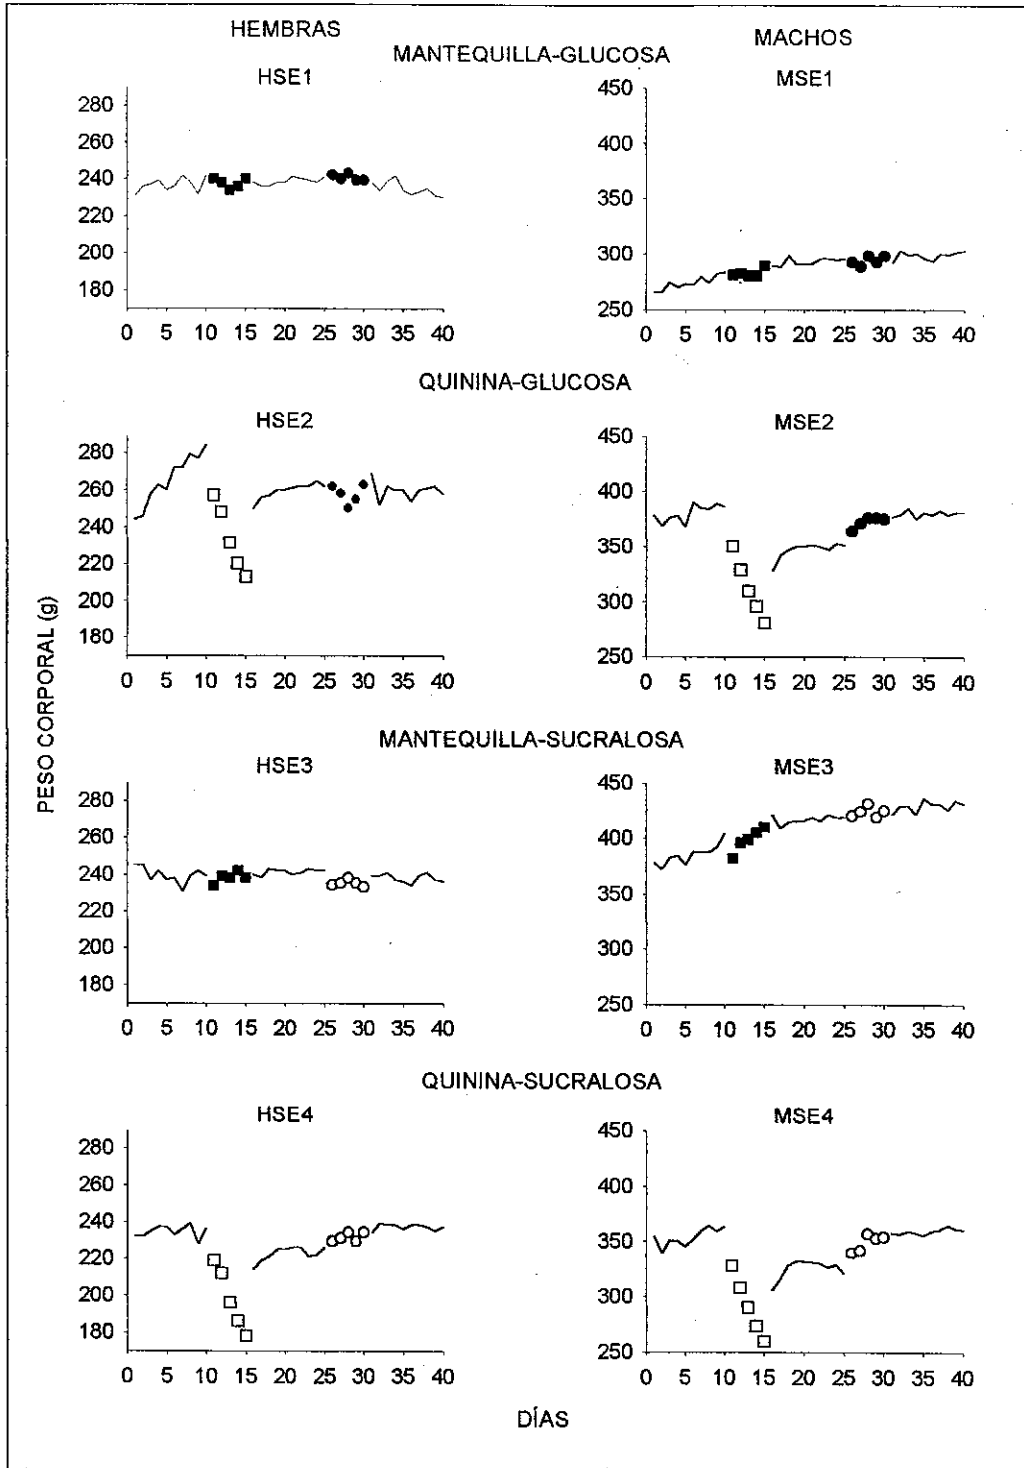 HEMBRAS
MACHOS
MANTEQUILLA-GLUCOSA
HSE1
MSE1
280
260
240
220
200
180
0 5 10 15 20 25 30 35 40
450
400
350
300
250
0 5 10 15 20 25 30 35 40
QUININA-GLUCOSA
HSE2
MSE2
280
260
240
220
200
180
0 5 10 15 20 25 30 35 40
450
400
350
300
250
0 5 10 15 20 25 30 35 40
PESO CORPORAL (g)
MANTEQUILLA-SUCRALOSA
HSE3
MSE3
280
260
240
220
200
180
0 5 10 15 20 25 30 35 40
450
400
350
300
250
0 5 10 15 20 25 30 35 40
QUININA-SUCRALOSA
HSE4
MSE4
280
260
240
220
200
180
0 5 10 15 20 25 30 35 40
450
400
350
300
250
0 5 10 15 20 25 30 35 40
DÍAS